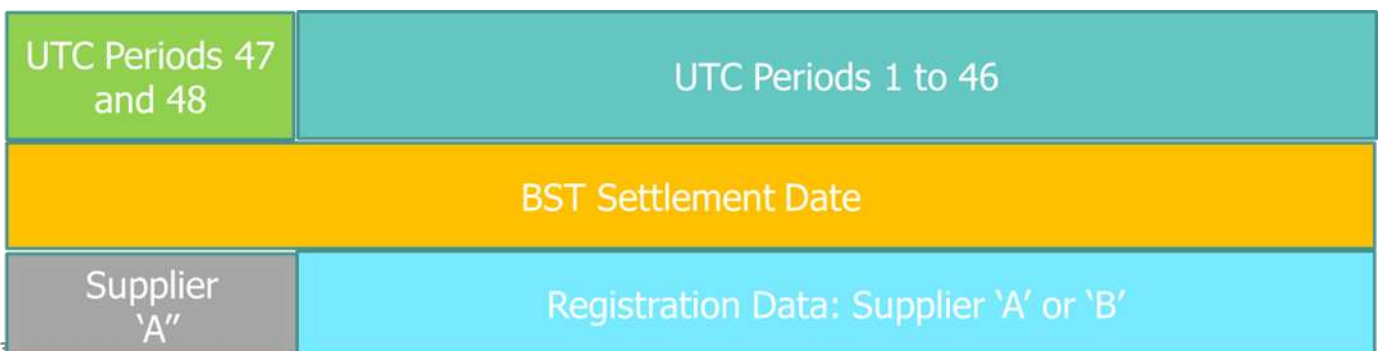 UTC Periods 47
and 48
UTC Periods 1 to 46
BST Settlement Date
Supplier
‘A’’
Registration Data: Supplier ‘A’ or ‘B’